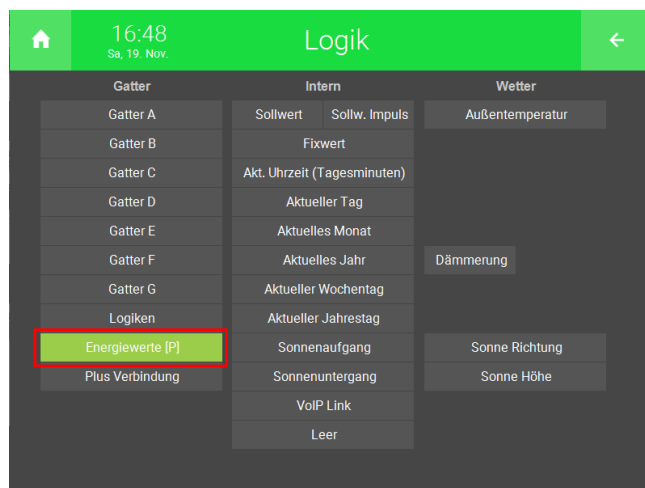 16:48
Sa, 19. Nov.
Logik
Gatter
Intern
Wetter
Gatter A
Sollwert
Sollw. Impuls
Außentemperatur
Gatter B
Fixwert
Gatter C
Akt. Uhrzeit (Tagesminuten)
Gatter D
Aktueller Tag
Gatter E
Aktuelles Monat
Gatter F
Aktuelles Jahr
Dämmerung
Gatter G
Aktueller Wochentag
Logiken
Aktueller Jahrestag
Energiewerte [P]
Sonnenaufgang
Sonne Richtung
Plus Verbindung
Sonnenuntergang
Sonne Höhe
VoIP Link
Leer